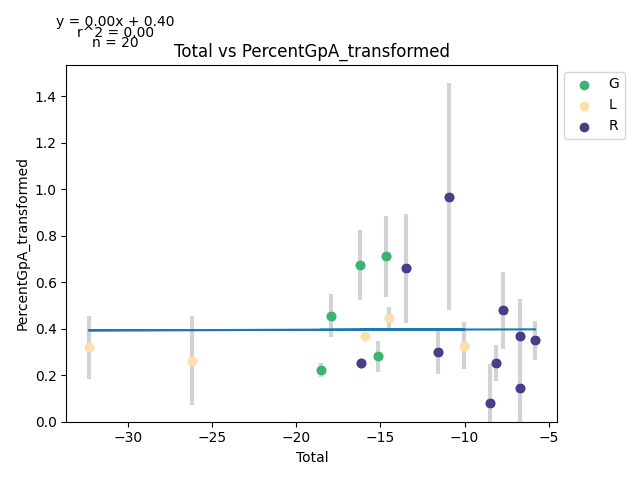 y = 0.00x + 0.40
r^2 = 0.00
n = 20
Total vs PercentGpA_transformed
G
L
R
PercentGpA_transformed
1.4
1.2
1.0
0.8
0.6
0.4
0.2
0.0
−30
−25
−20
−15
−10
−5
Total